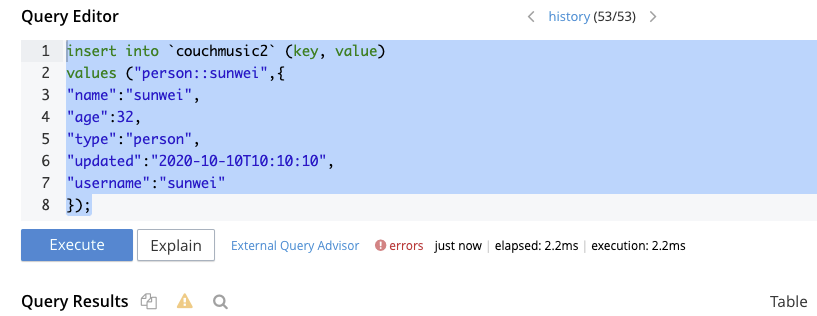 Query Editor
history (53/53)
1 insert into `couchmusic2` (key, value)
2 values ("person::sunwei",{
3 "name":"sunwei",
4 "age":32,
5 "type":"person",
6 "updated":"2020-10-10T10:10:10",
7 "username":"sunwei"
8 });
Execute Explain External Query Advisor errors just now | elapsed: 2.2ms | execution: 2.2ms
Query Results Table